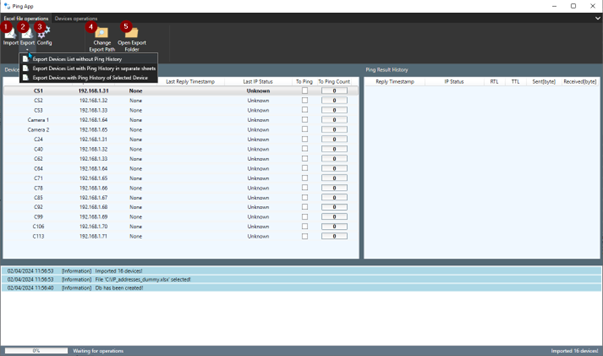 Ping App
Excel file operations Devices operations
1 2 3 4 5
Import Export Config Change Export Path Open Export Folder
Export Devices List without Ping History
Export Devices List with Ping History in separate sheets
Export Devices with Ping History of Selected Device
Ping Result History
Last Reply Timestamp Last IP Status To Ping To Ping Count
Reply Timestamp IP Status RTL TTL Sent[byte] Received[byte]
CS1 192.168.1.31 None Unknown 0
CS2 192.168.1.32 None Unknown 0
CS3 192.168.1.33 None Unknown 0
Camera 1 192.168.1.64 None Unknown 0
Camera 2 192.168.1.65 None Unknown 0
C24 192.168.1.31 None Unknown 0
C40 192.168.1.32 None Unknown 0
C62 192.168.1.33 None Unknown 0
C64 192.168.1.64 None Unknown 0
C71 192.168.1.65 None Unknown 0
C78 192.168.1.66 None Unknown 0
C85 192.168.1.67 None Unknown 0
C92 192.168.1.68 None Unknown 0
C99 192.168.1.69 None Unknown 0
C106 192.168.1.70 None Unknown 0
C113 192.168.1.71 None Unknown 0
02/04/2024 11:56:53 [Information] Imported 16 devices!
02/04/2024 11:56:53 [Information] File 'C:\IP_addresses_dummy.xlsx' selected!
02/04/2024 11:56:40 [Information] Db has been created!
0% Waiting for operations Imported 16 devices!